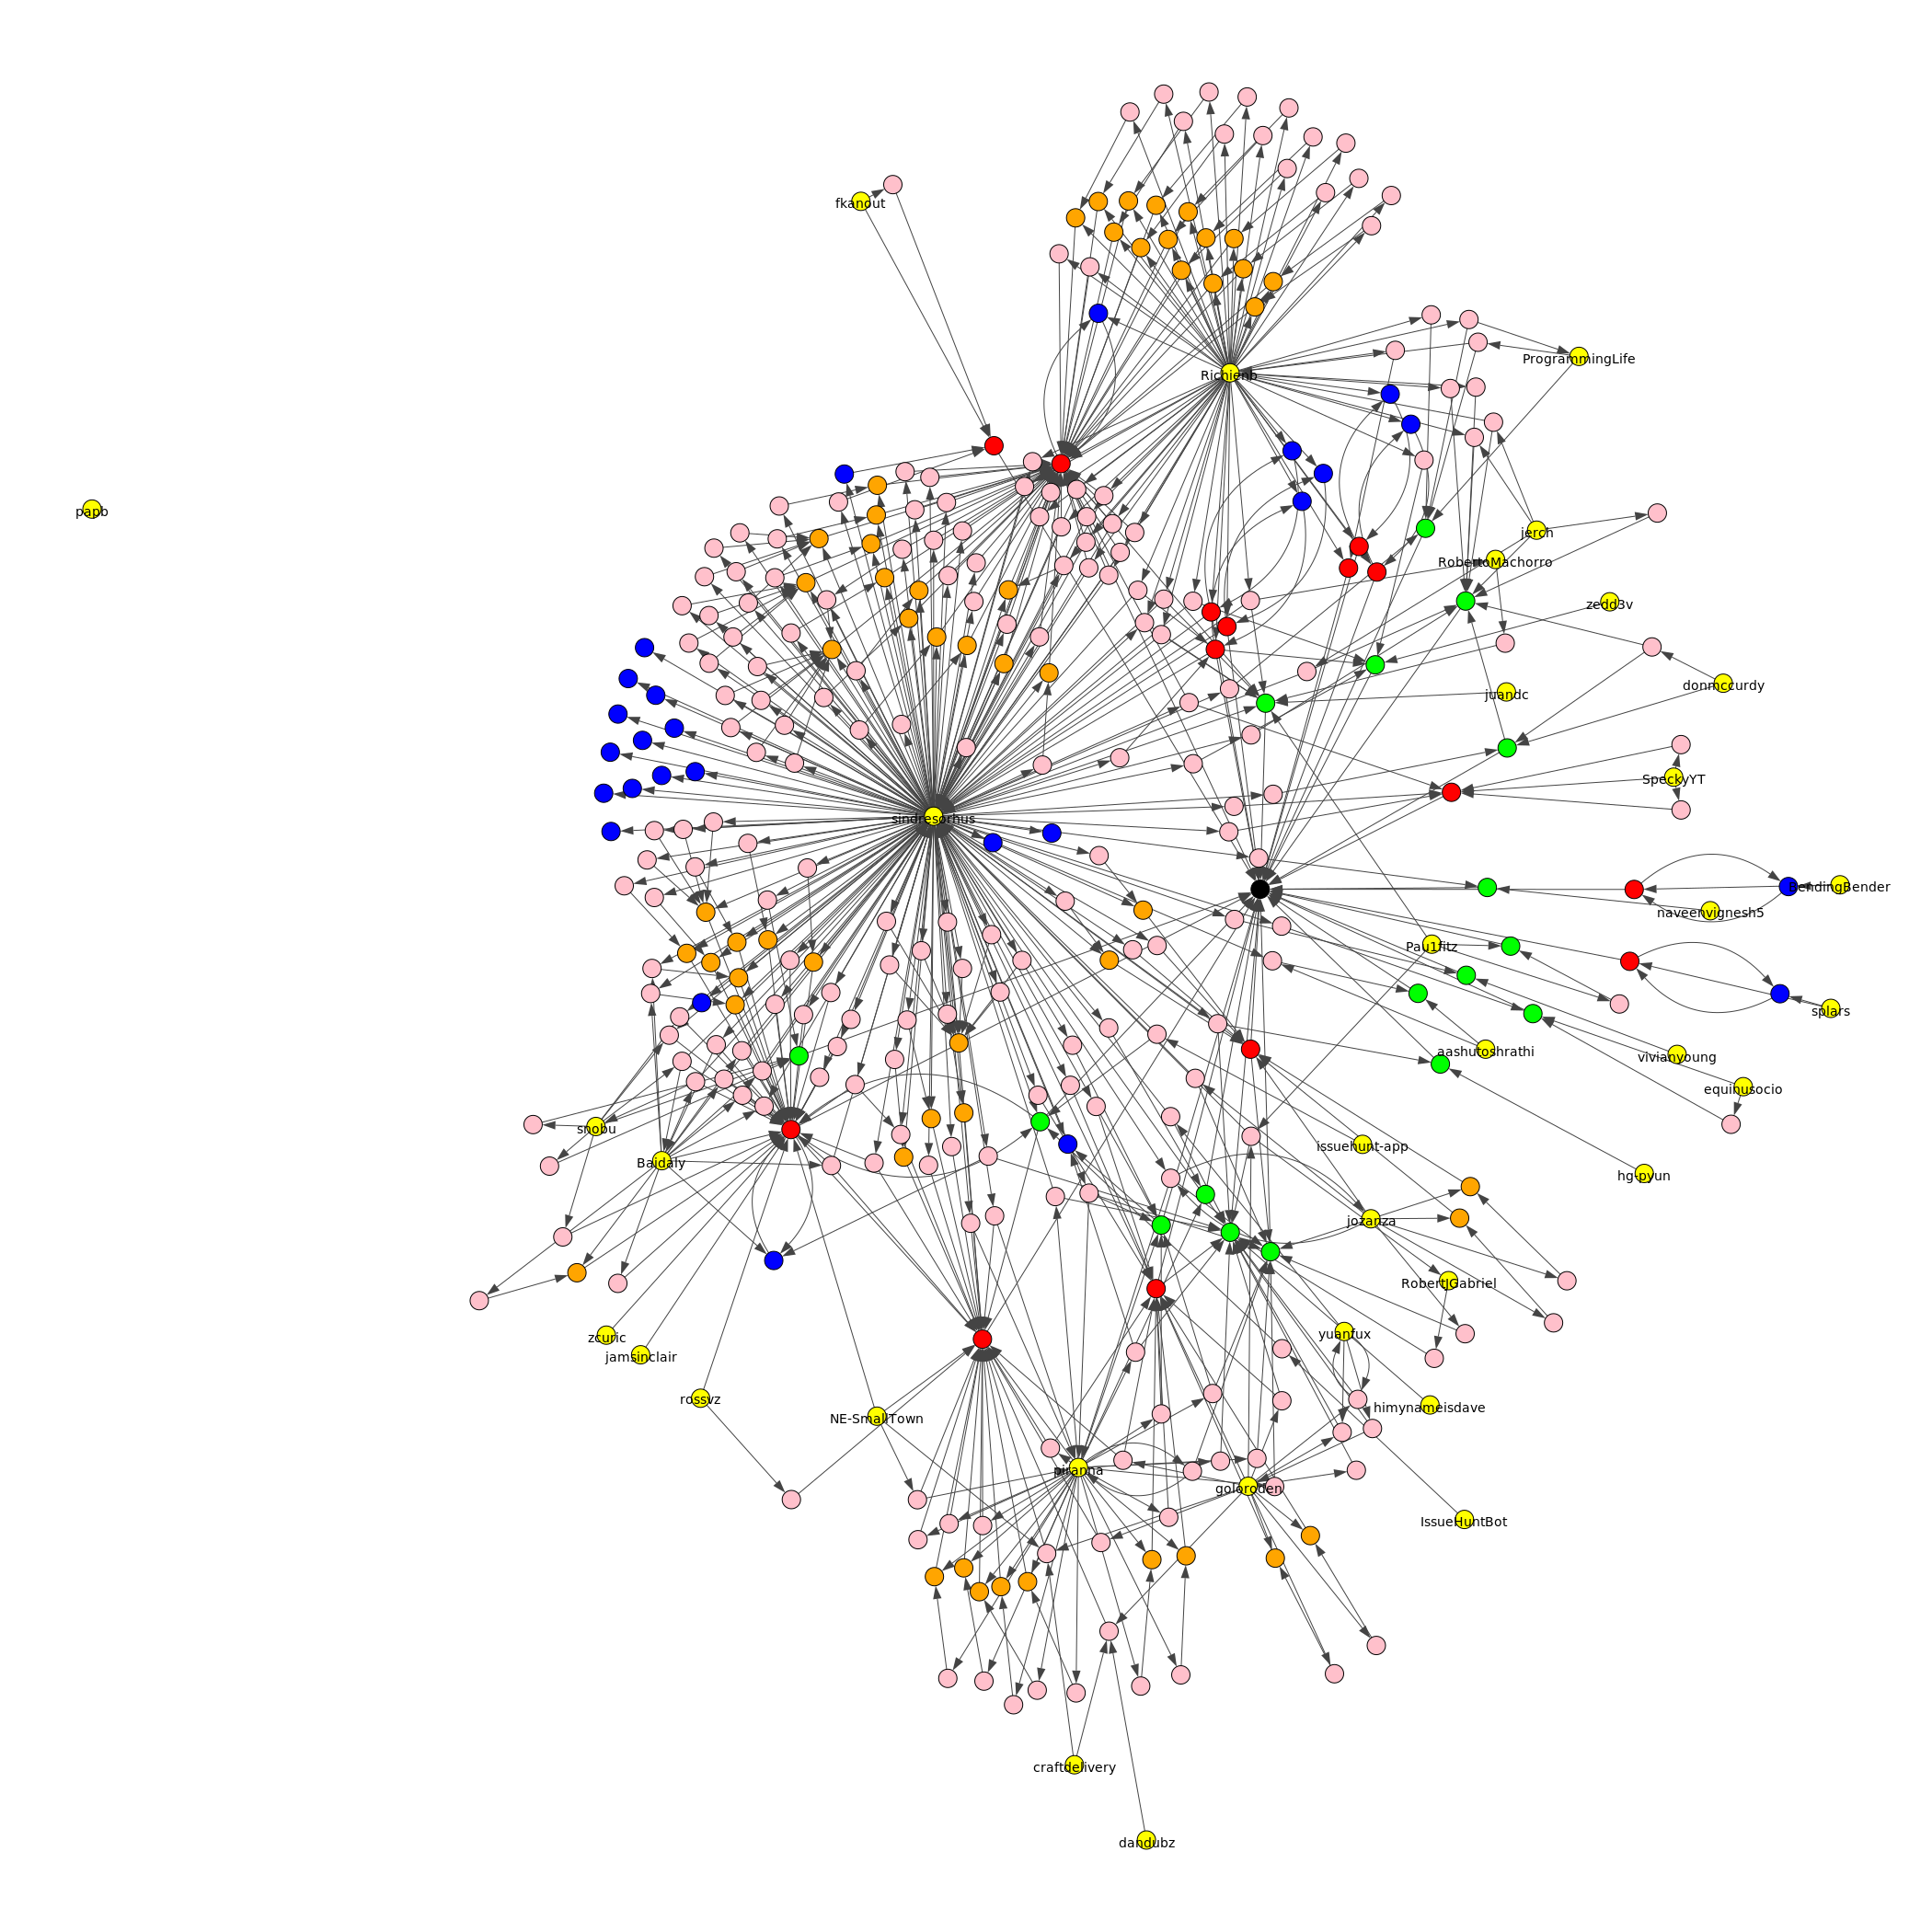 fkanout
ProgrammingLife
Richienb
papb
jerch
RobertoMachorro
zedd3v
donmccurdy
juandc
SpeckyYT
sindresorhus
BendingBender
naveenvignesh5
Pau1fitz
splars
aashutoshrathi
vivianyoung
equinusocio
snobu
issuehunt-app
Baidaly
hg-pyun
jozanza
RobertJGabriel
zcuric
yuanfux
jamsinclair
rossvz
himynameisdave
NE-SmallTown
piranna
goloroden
IssueHuntBot
craftdelivery
dandubz